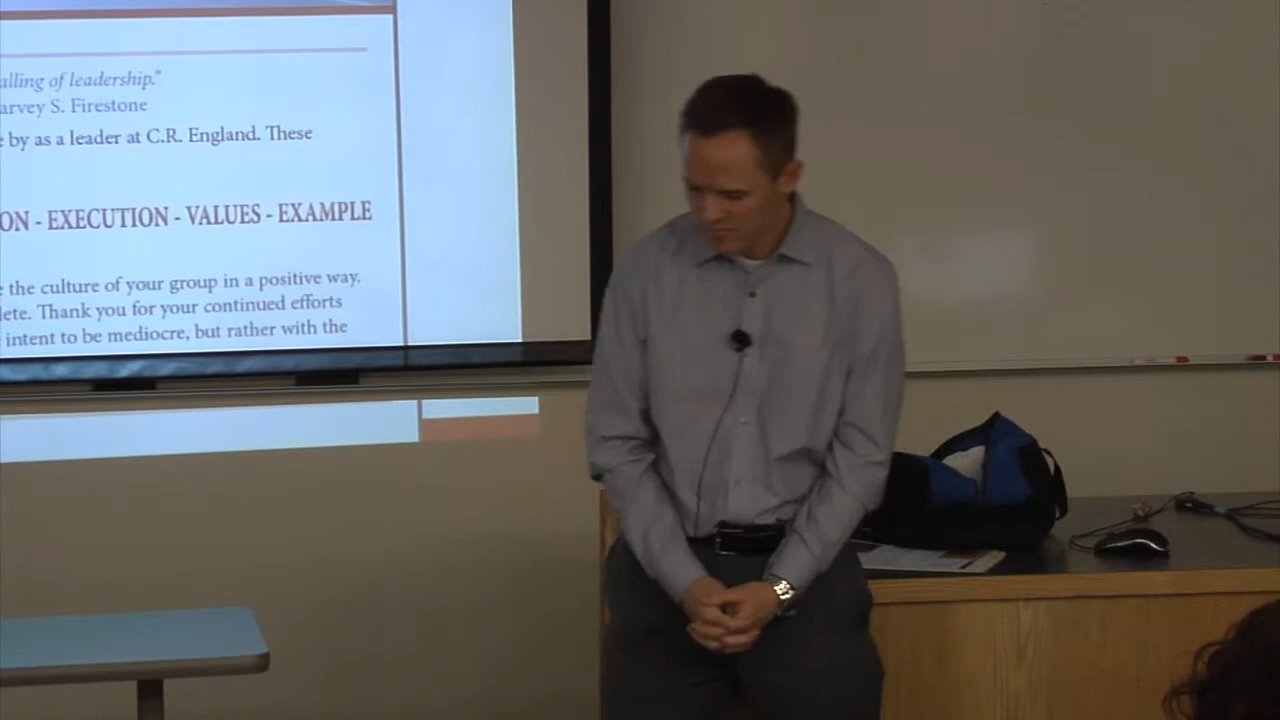 alling of leadership."
arvey S. Firestone
e by as a leader at C.R. England. These
ON - EXECUTION - VALUES - EXAMPLE
e the culture of your group in a positive way.
lete. Thank you for your continued efforts
intent to be mediocre, but rather with the